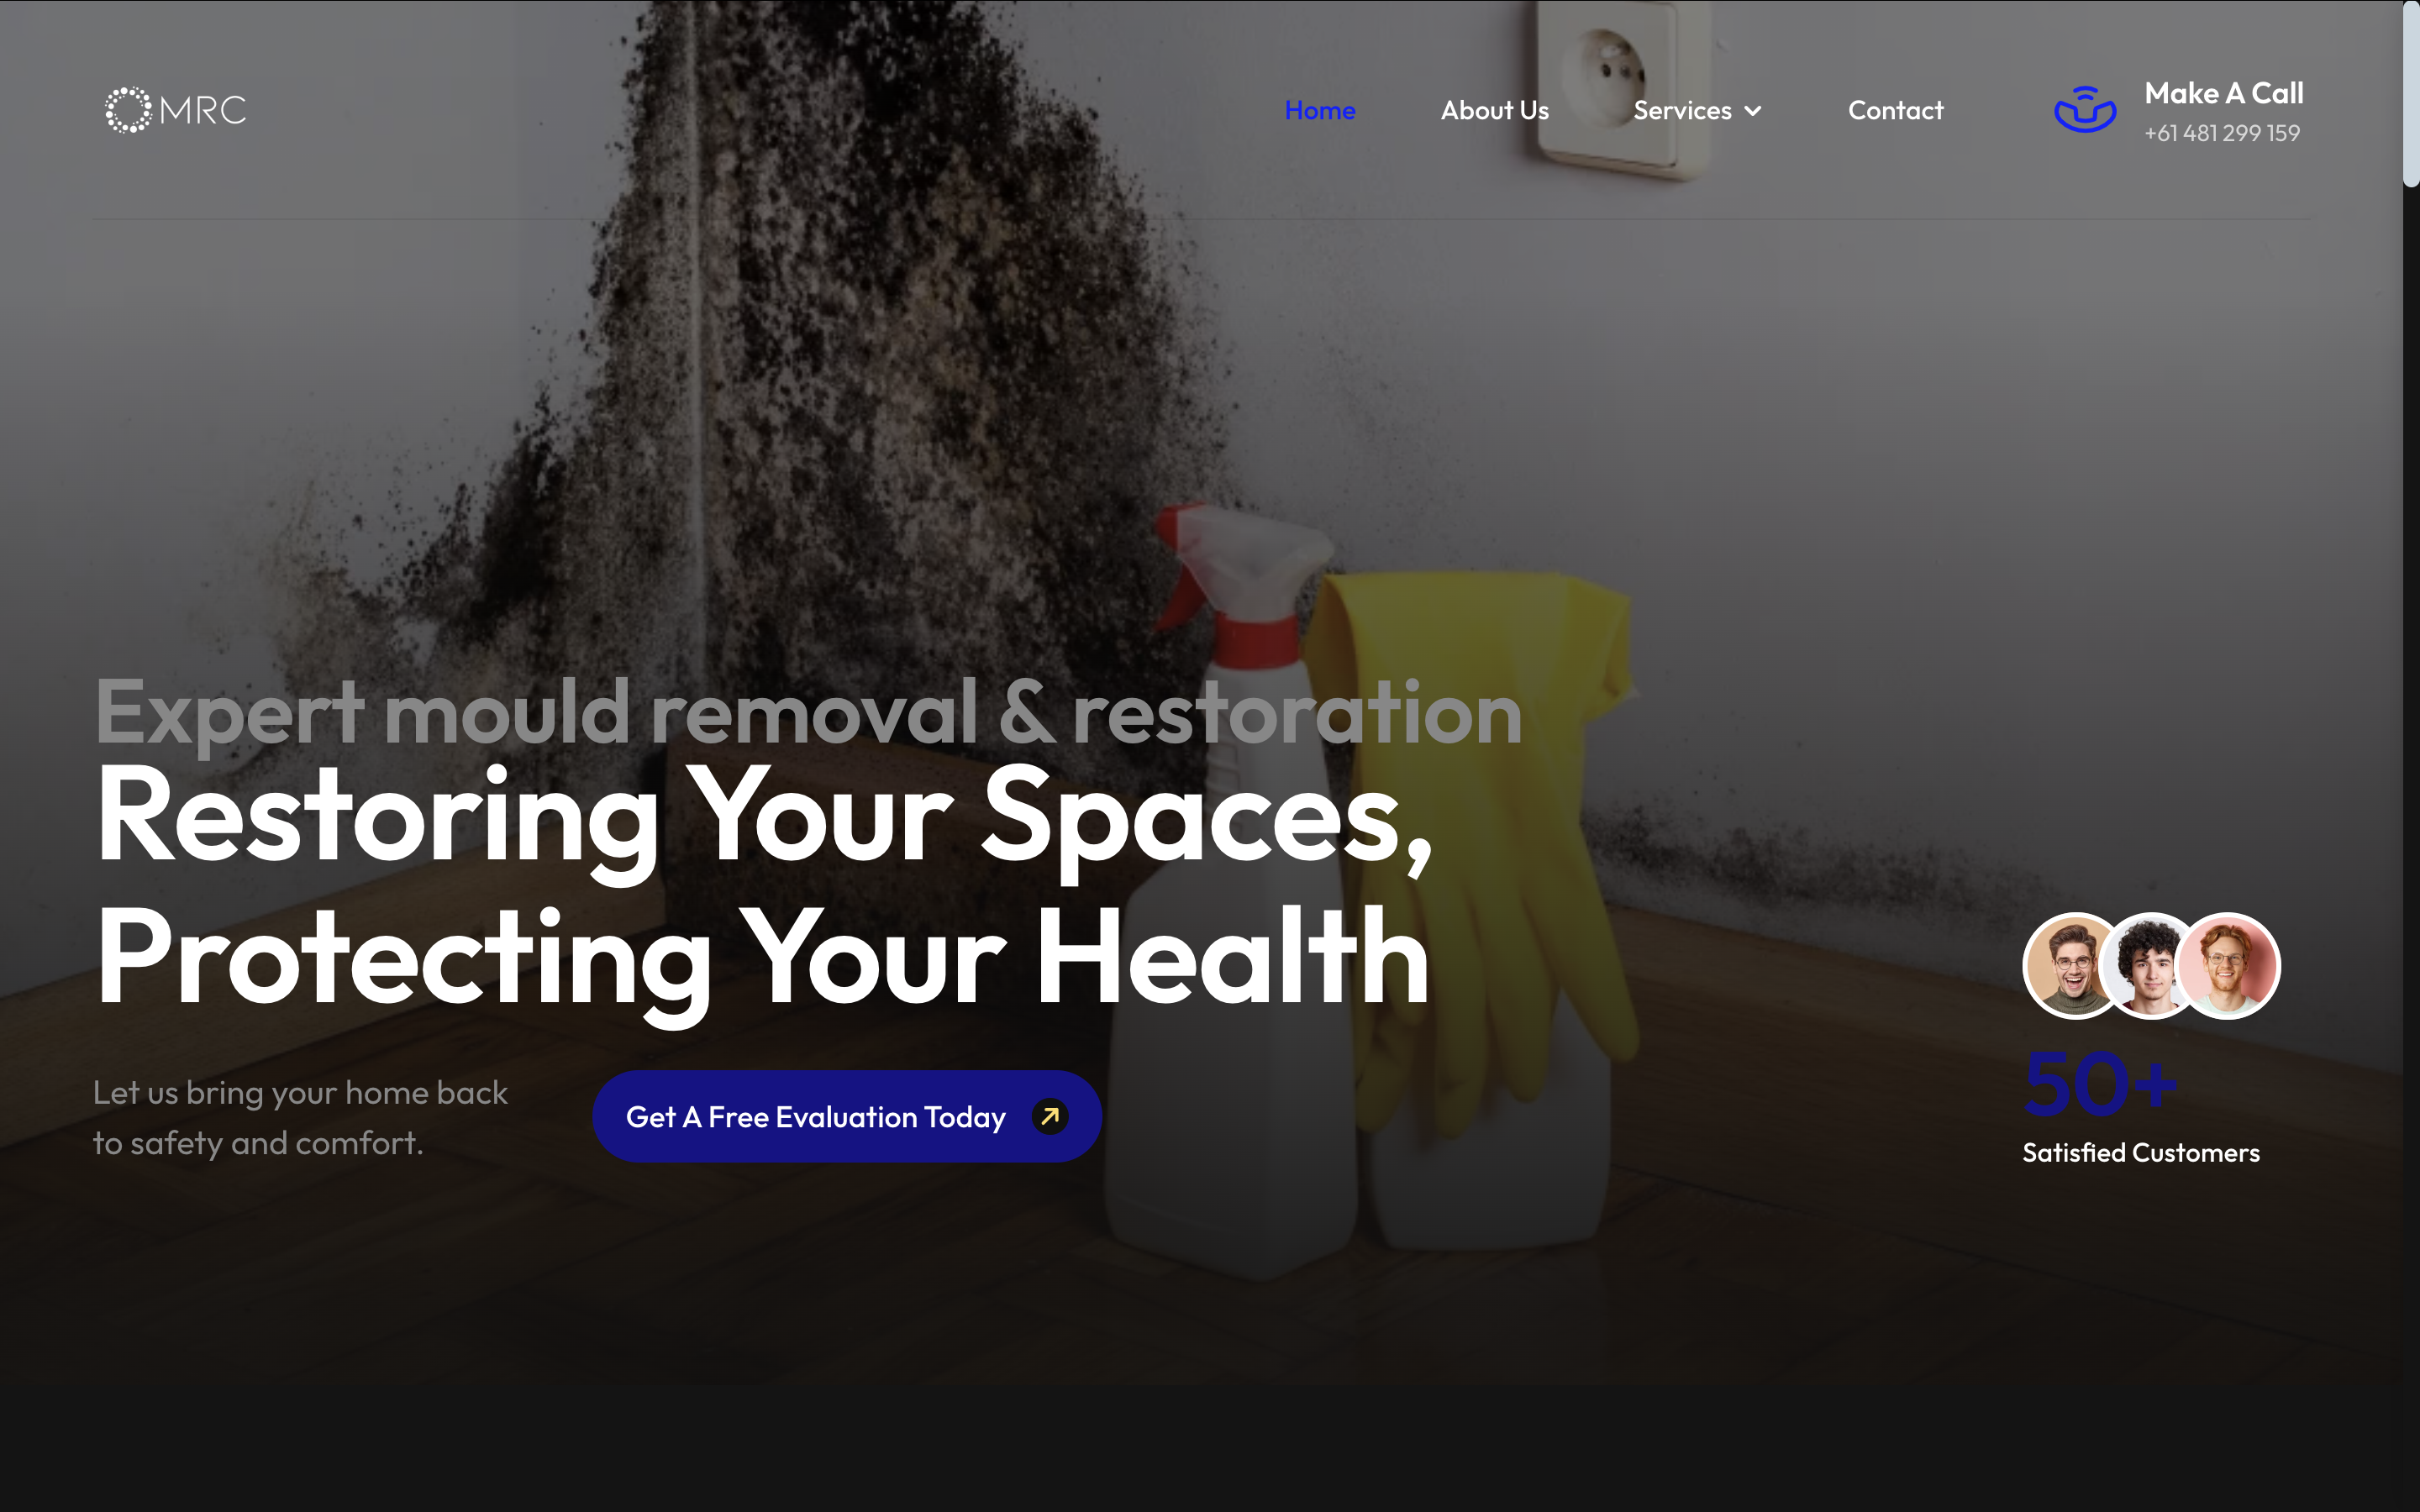 MRC
Home
About Us
Services
Contact
Make A Call
+61 481 299 159
Expert mould removal & restoration
Restoring Your Spaces,
Protecting Your Health
Let us bring your home back
to safety and comfort.
Get A Free Evaluation Today
50+
Satisfied Customers